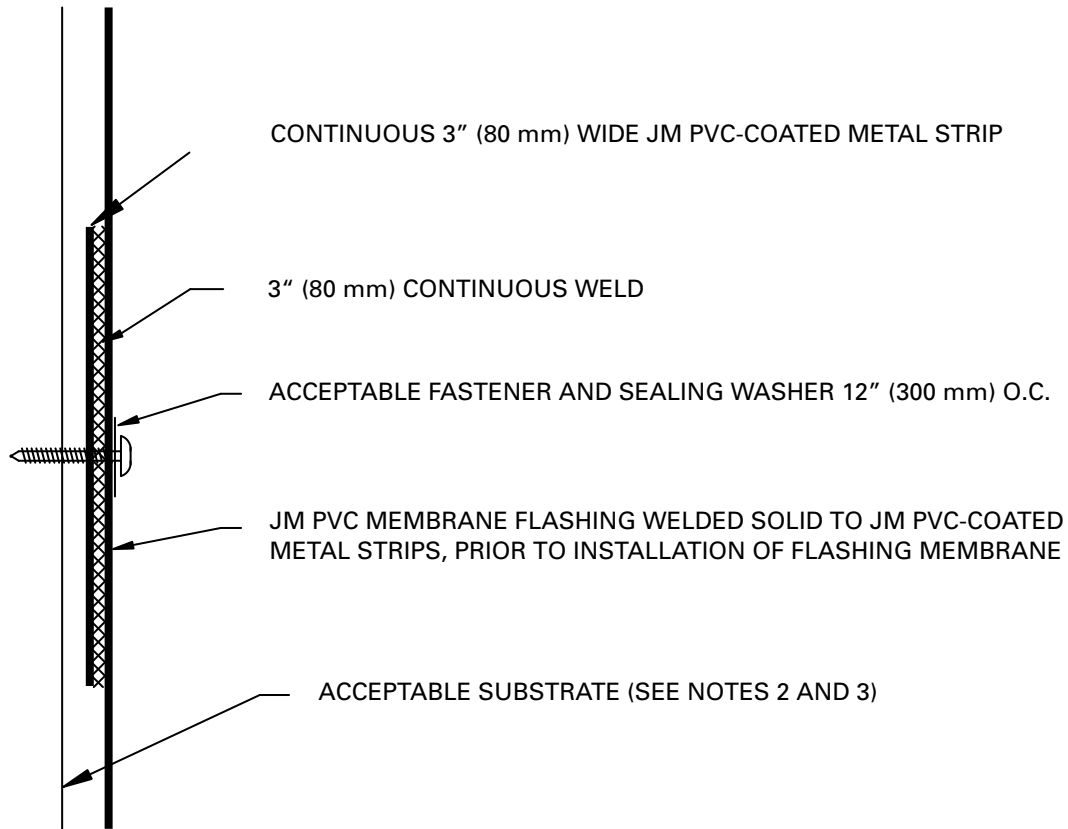 CONTINUOUS 3” (80 mm) WIDE JM PVC-COATED METAL STRIP
3“ (80 mm) CONTINUOUS WELD
ACCEPTABLE FASTENER AND SEALING WASHER 12” (300 mm) O.C.
JM PVC MEMBRANE FLASHING WELDED SOLID TO JM PVC-COATED
METAL STRIPS, PRIOR TO INSTALLATION OF FLASHING MEMBRANE
ACCEPTABLE SUBSTRATE (SEE NOTES 2 AND 3)